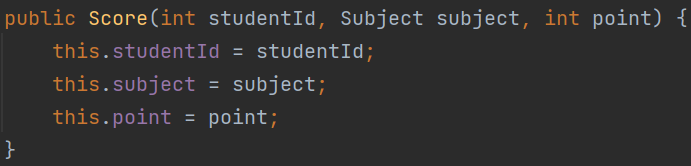 public Score(int studentId, Subject subject, int point) {
    this.studentId = studentId;
    this.subject = subject;
    this.point = point;
}